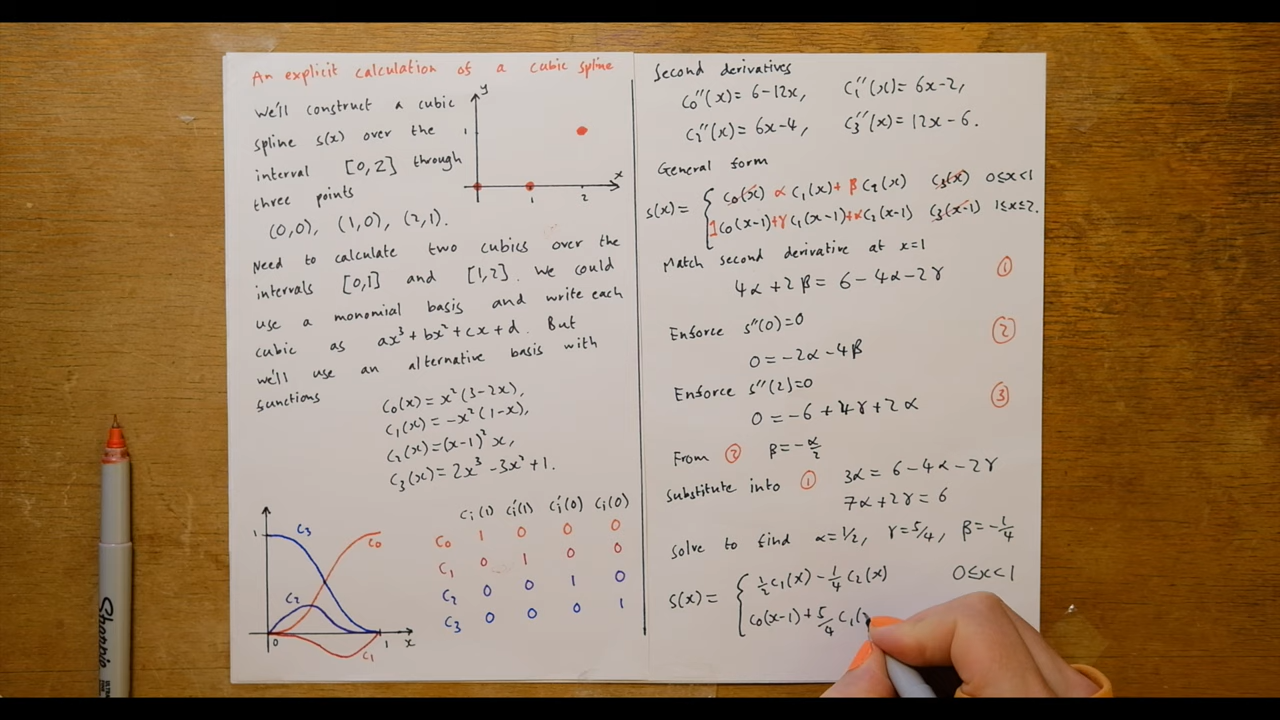 An explicit calculation of a cubic spline
We'll construct a cubic
spline s(x) over the
interval [0,2] through
three points
(0,0), (1,0), (2,1).
y
1
x
1
2
Need to calculate two cubics over the
intervals [0,1] and [1,2]. We could
use a monomial basis and write each
cubic as ax³+bx²+cx+d. But
we'll use an alternative basis with
functions
C₀(x) = x²(3-2x),
C₁(x) = -x²(1-x),
C₂(x)=(x-1)²x,
C₃(x)=2x³-3x²+1.
1
C₃
C₀
C₂
C₁
0
1
x
Cᵢ(1) Cᵢ'(1) Cᵢ'(0) Cᵢ(0)
C₀ 1 0 0 0
C₁ 0 1 0 0
C₂ 0 0 1 0
C₃ 0 0 0 1
Second derivatives
C₀''(x)= 6-12x, C₁''(x)= 6x-2,
C₂''(x)= 6x-4, C₃''(x)= 12x-6.
General form
s(x)= { C₀(x) α C₁(x)+ β C₂(x) C₃(x) 0≤x<1
1C₀(x-1)+γC₁(x-1)+αC₂(x-1) C₃(x-1) 1≤x≤2.
Match second derivative at x=1
4α+2β= 6-4α-2γ ①
Enforce s''(0)=0 ②
0=-2α-4β
Enforce s''(2)=0
0=-6+4γ+2α ③
From ② β=-α/2
Substitute into ① 3α = 6-4α-2γ
7α+2γ = 6
Solve to find α=1/2, γ=5/4, β=-1/4
s(x)= { 1/2 C₁(x) - 1/4 C₂(x) 0≤x<1
C₀(x-1)+5/4 C₁(x
Sharpie